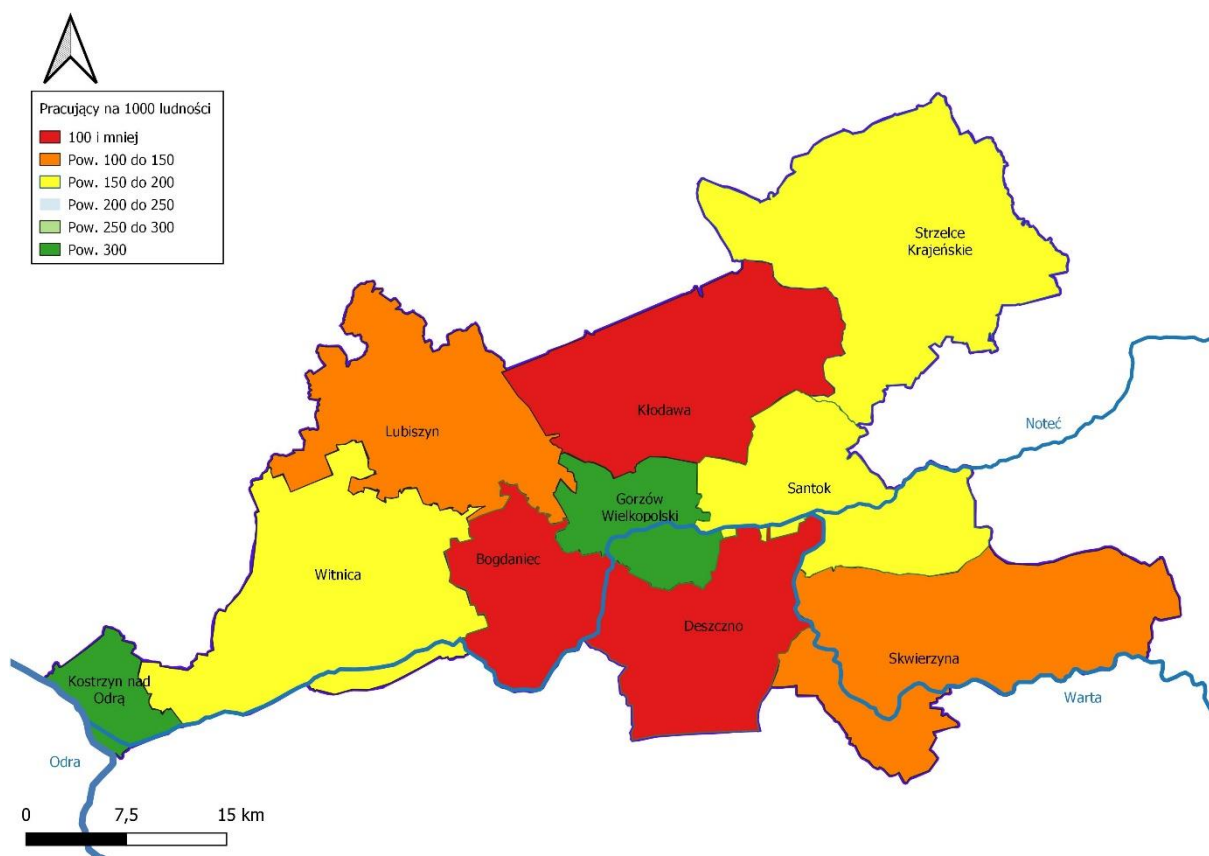 Pracujący na 1000 ludności
100 i mniej
Pow. 100 do 150
Pow. 150 do 200
Pow. 200 do 250
Pow. 250 do 300
Pow. 300
Strzelce
Krajeńskie
Kłodawa
Lubiszyn
Noteć
Santok
Gorzów
Wielkopolski
Bogdaniec
Witnica
Deszczno
Skwierzyna
Kostrzyn nad
Odrą
Warta
Odra
0 7,5 15 km